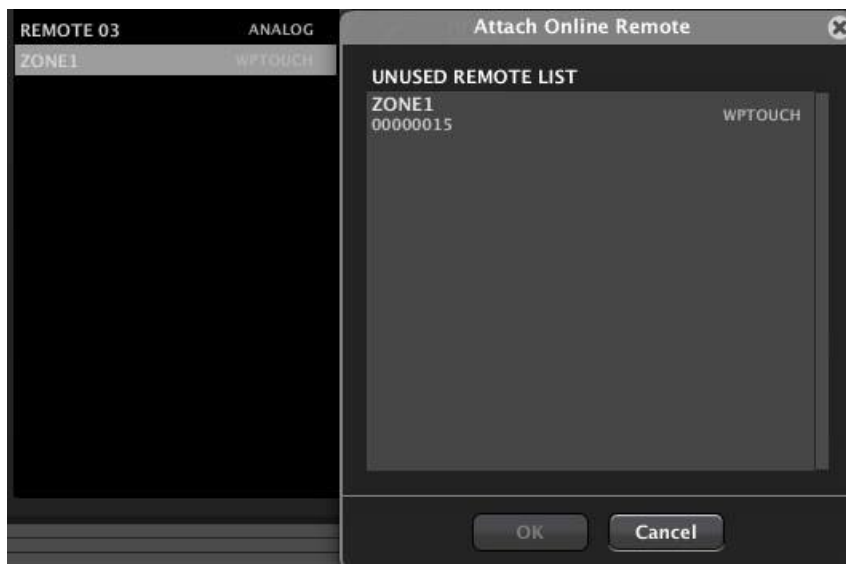 REMOTE 03 ANALOG
ZONE1 WPTOUCH
Attach Online Remote
UNUSED REMOTE LIST
ZONE1
00000015
WPTOUCH
OK Cancel